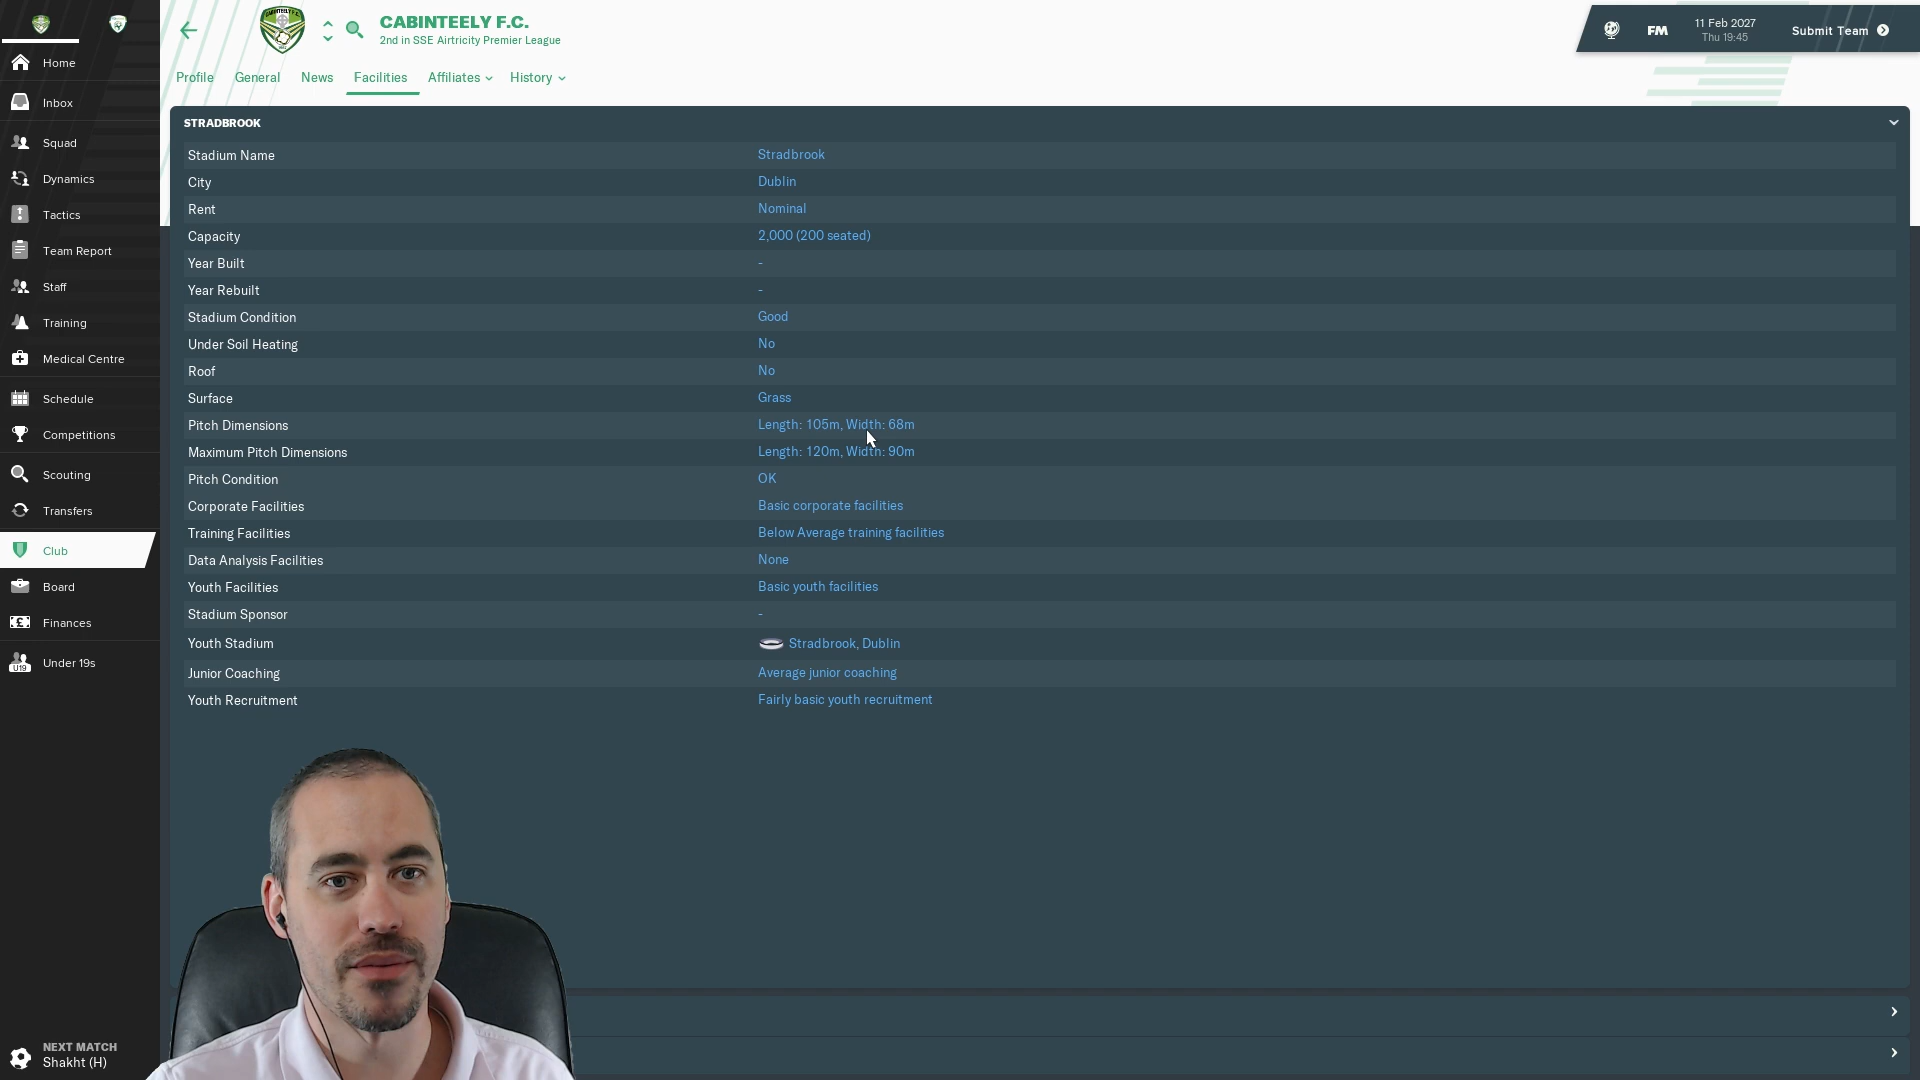 CABINTEELY F.C.
2nd in SSE Airtricity Premier League
11 Feb 2027
Thu 19:45
FM
Submit Team
Profile General News Facilities Affiliates History
Home
Inbox
Squad
Dynamics
Tactics
Team Report
Staff
Training
Medical Centre
Schedule
Competitions
Scouting
Transfers
Club
Board
Finances
U19 Under 19s
NEXT MATCH
Shakht (H)
STRADBROOK
Stadium Name Stradbrook
City Dublin
Rent Nominal
Capacity 2,000 (200 seated)
Year Built -
Year Rebuilt -
Stadium Condition Good
Under Soil Heating No
Roof No
Surface Grass
Pitch Dimensions Length: 105m, Width: 68m
Maximum Pitch Dimensions Length: 120m, Width: 90m
Pitch Condition OK
Corporate Facilities Basic corporate facilities
Training Facilities Below Average training facilities
Data Analysis Facilities None
Youth Facilities Basic youth facilities
Stadium Sponsor -
Youth Stadium Stradbrook, Dublin
Junior Coaching Average junior coaching
Youth Recruitment Fairly basic youth recruitment